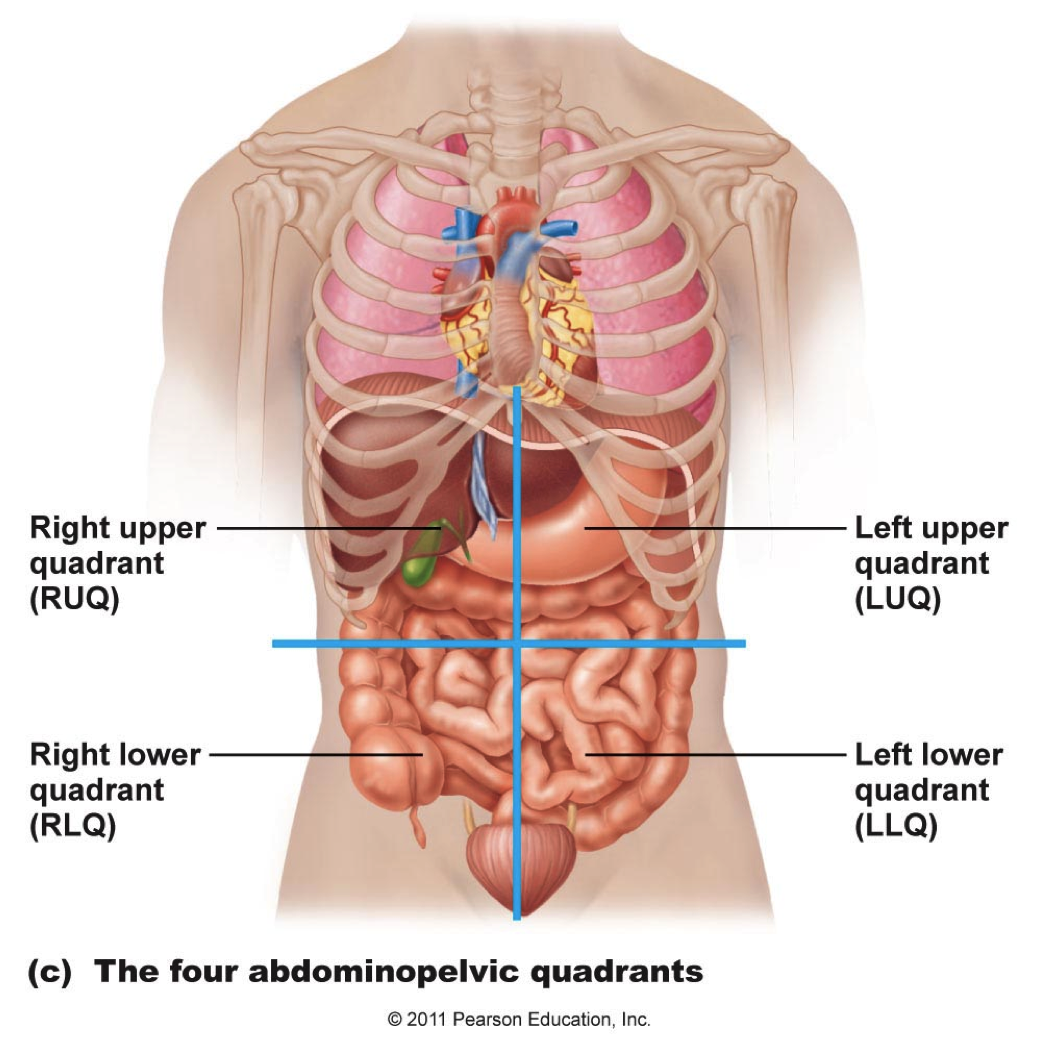 Right upper
quadrant
(RUQ)
Left upper
quadrant
(LUQ)
Right lower
quadrant
(RLQ)
Left lower
quadrant
(LLQ)
(c) The four abdominopelvic quadrants
© 2011 Pearson Education, Inc.